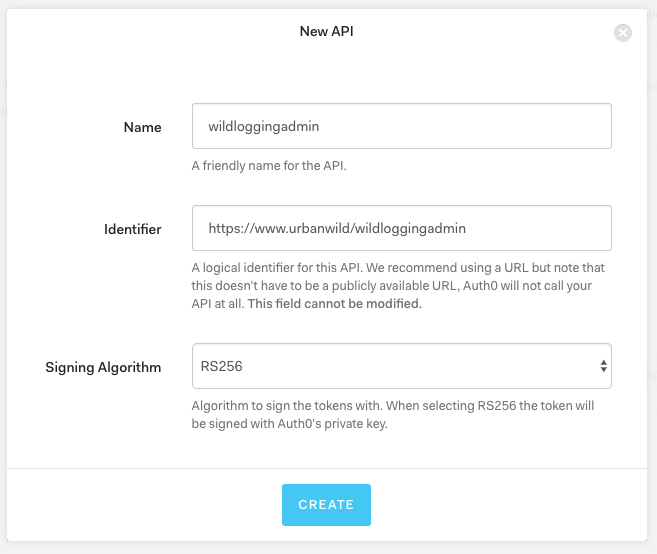 New API
Name
wildloggingadmin
A friendly name for the API.
Identifier
https://www.urbanwild/wildloggingadmin
A logical identifier for this API. We recommend using a URL but note that
this doesn't have to be a publicly available URL, Auth0 will not call your
API at all. This field cannot be modified.
Signing Algorithm
RS256
Algorithm to sign the tokens with. When selecting RS256 the token will
be signed with Auth0's private key.
CREATE